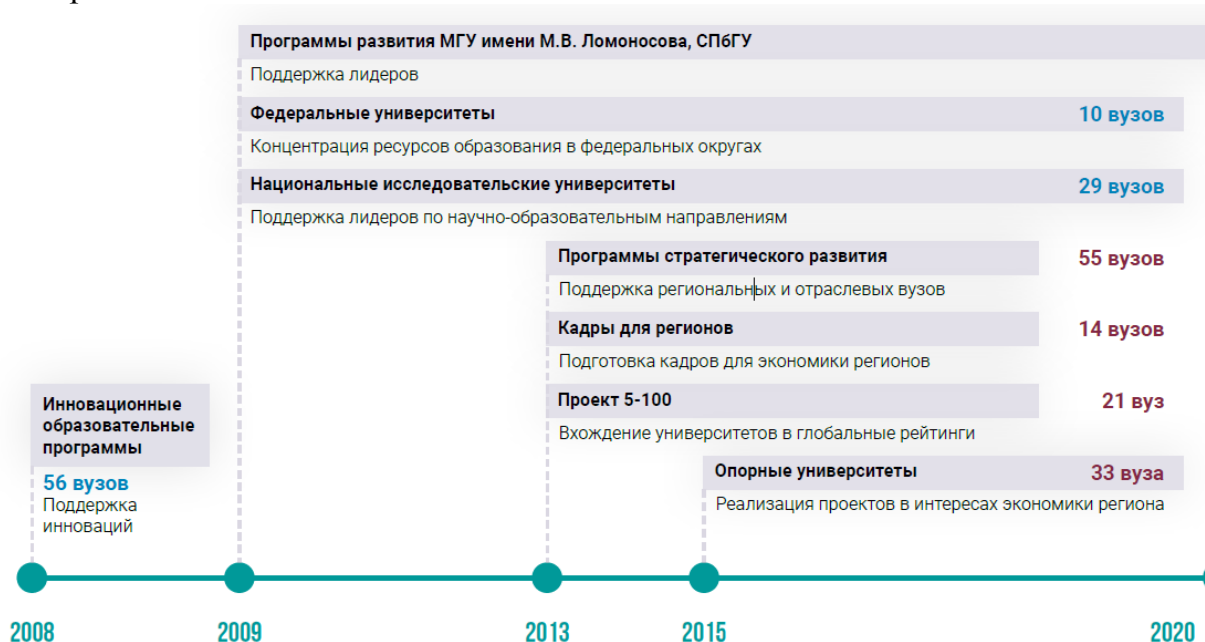 Программы развития МГУ имени М.В. Ломоносова, СПбГУ
Поддержка лидеров
Федеральные университеты 10 вузов
Концентрация ресурсов образования в федеральных округах
Национальные исследовательские университеты 29 вузов
Поддержка лидеров по научно-образовательным направлениям
Программы стратегического развития 55 вузов
Поддержка региональных и отраслевых вузов
Кадры для регионов 14 вузов
Подготовка кадров для экономики регионов
Проект 5-100 21 вуз
Вхождение университетов в глобальные рейтинги
Опорные университеты 33 вуза
Реализация проектов в интересах экономики региона
Инновационные
образовательные
программы
56 вузов
Поддержка
инноваций
2008 2009 2013 2015 2020